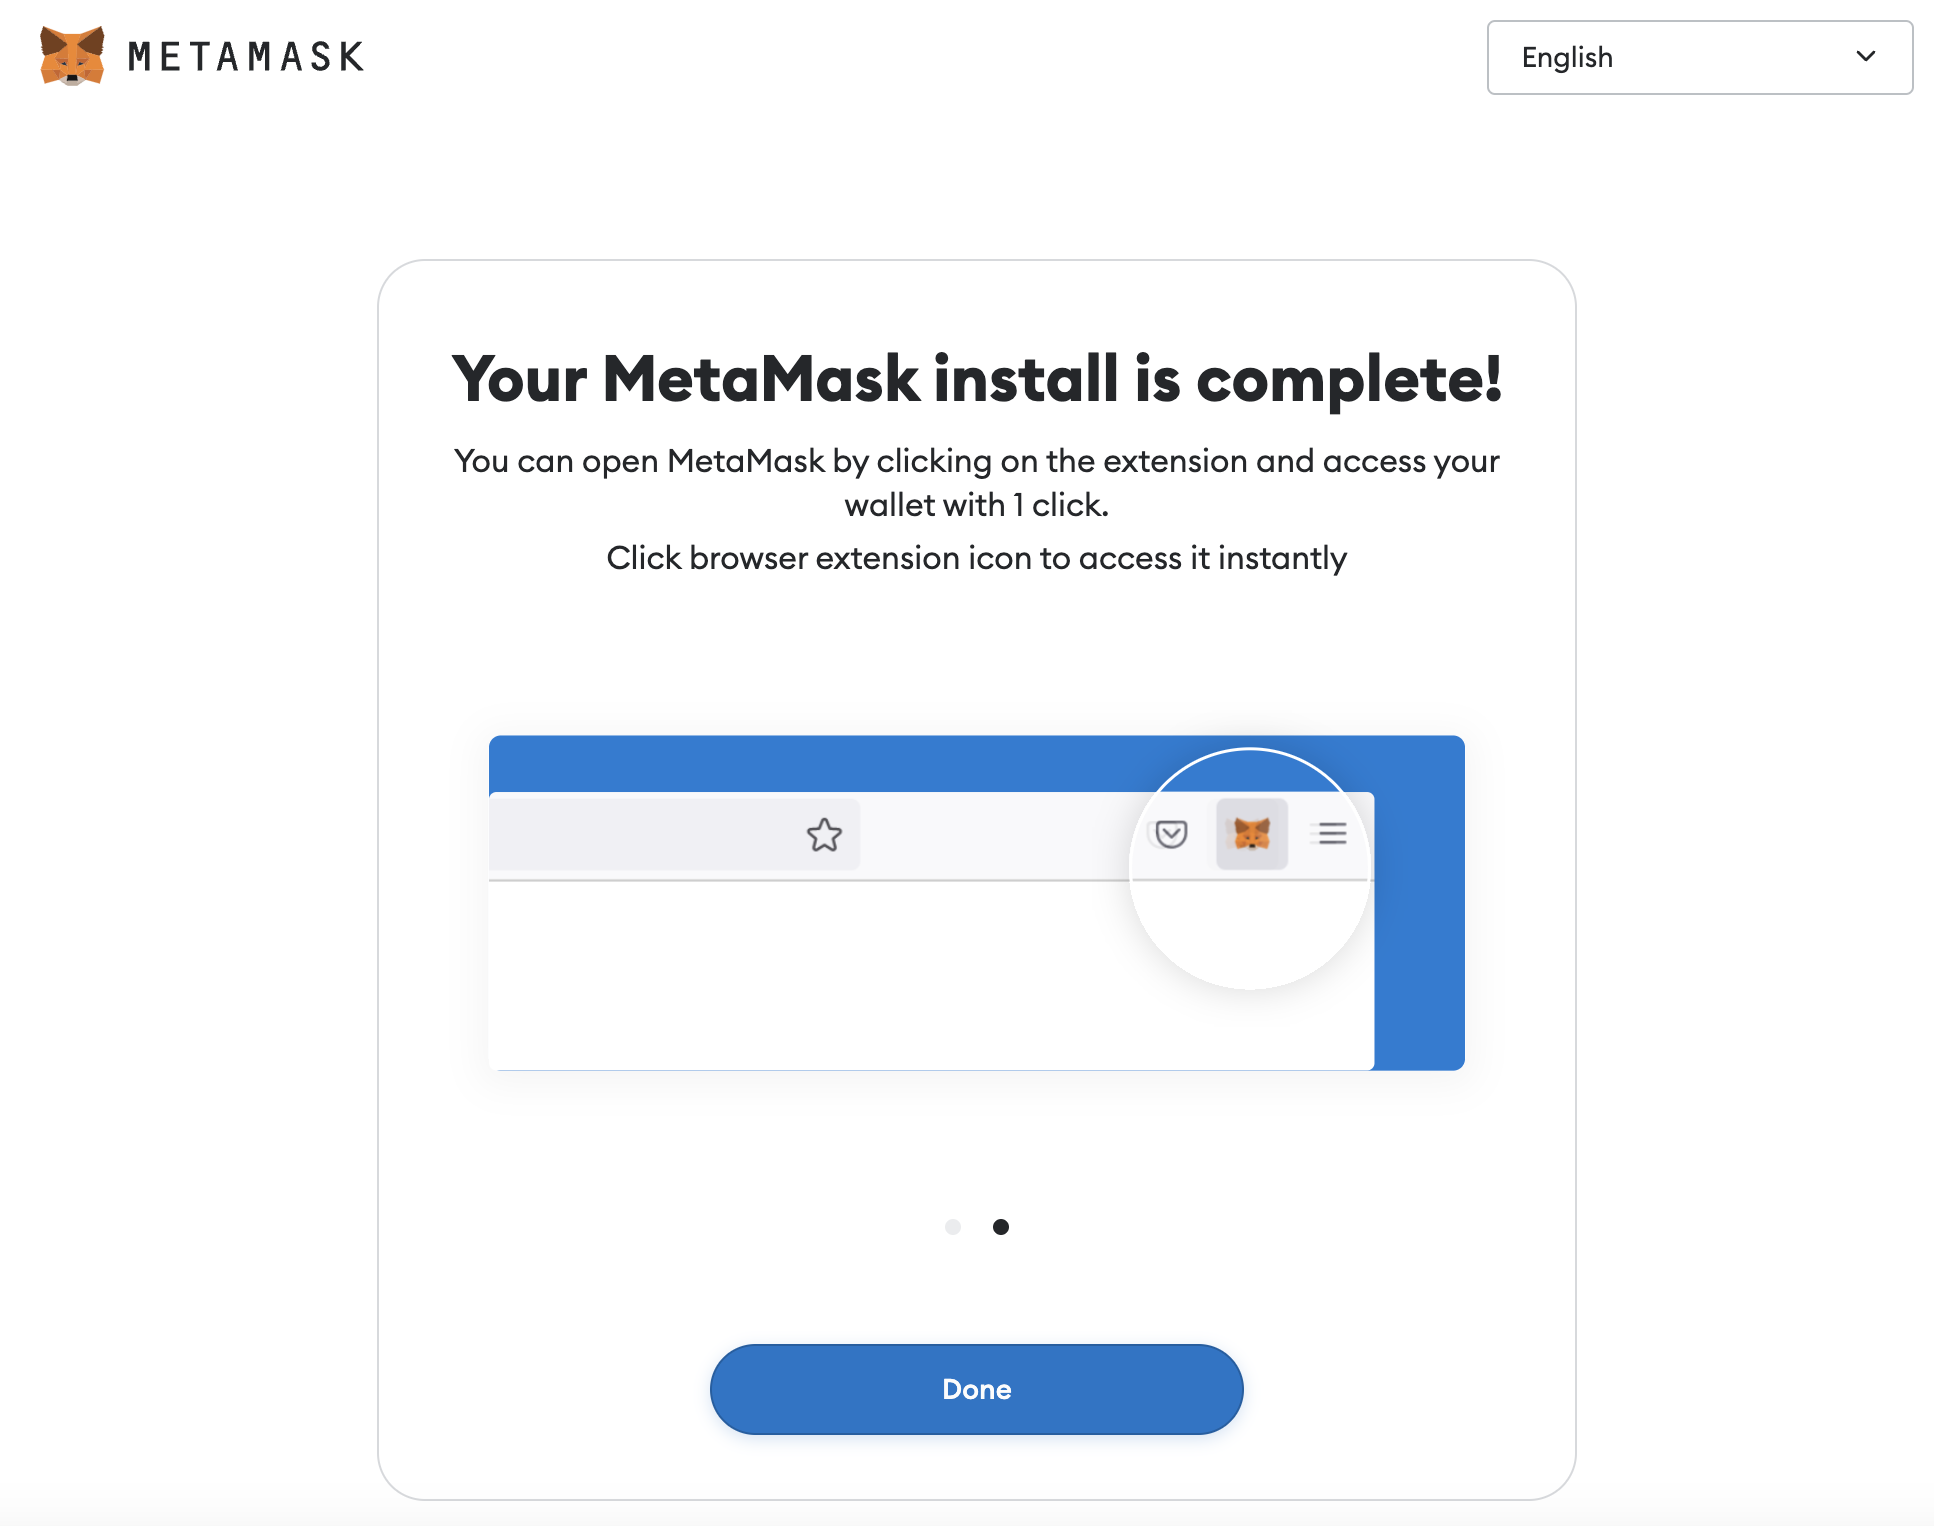 METAMASK
English
Your MetaMask install is complete!
You can open MetaMask by clicking on the extension and access your
wallet with 1 click.
Click browser extension icon to access it instantly
Done